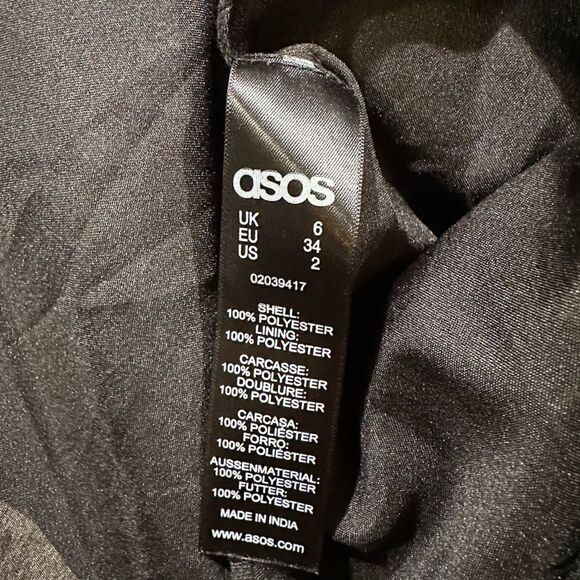 asos
UK 6
EU 34
US 2
02039417
SHELL:
100% POLYESTER
LINING:
100% POLYESTER
CARCASSE:
100% POLYESTER
DOUBLURE:
100% POLYESTER
CARCASA:
100% POLIÉSTER
FORRO:
100% POLIÉSTER
AUSSENMATERIAL:
100% POLYESTER
FUTTER:
100% POLYESTER
MADE IN INDIA
www.asos.com